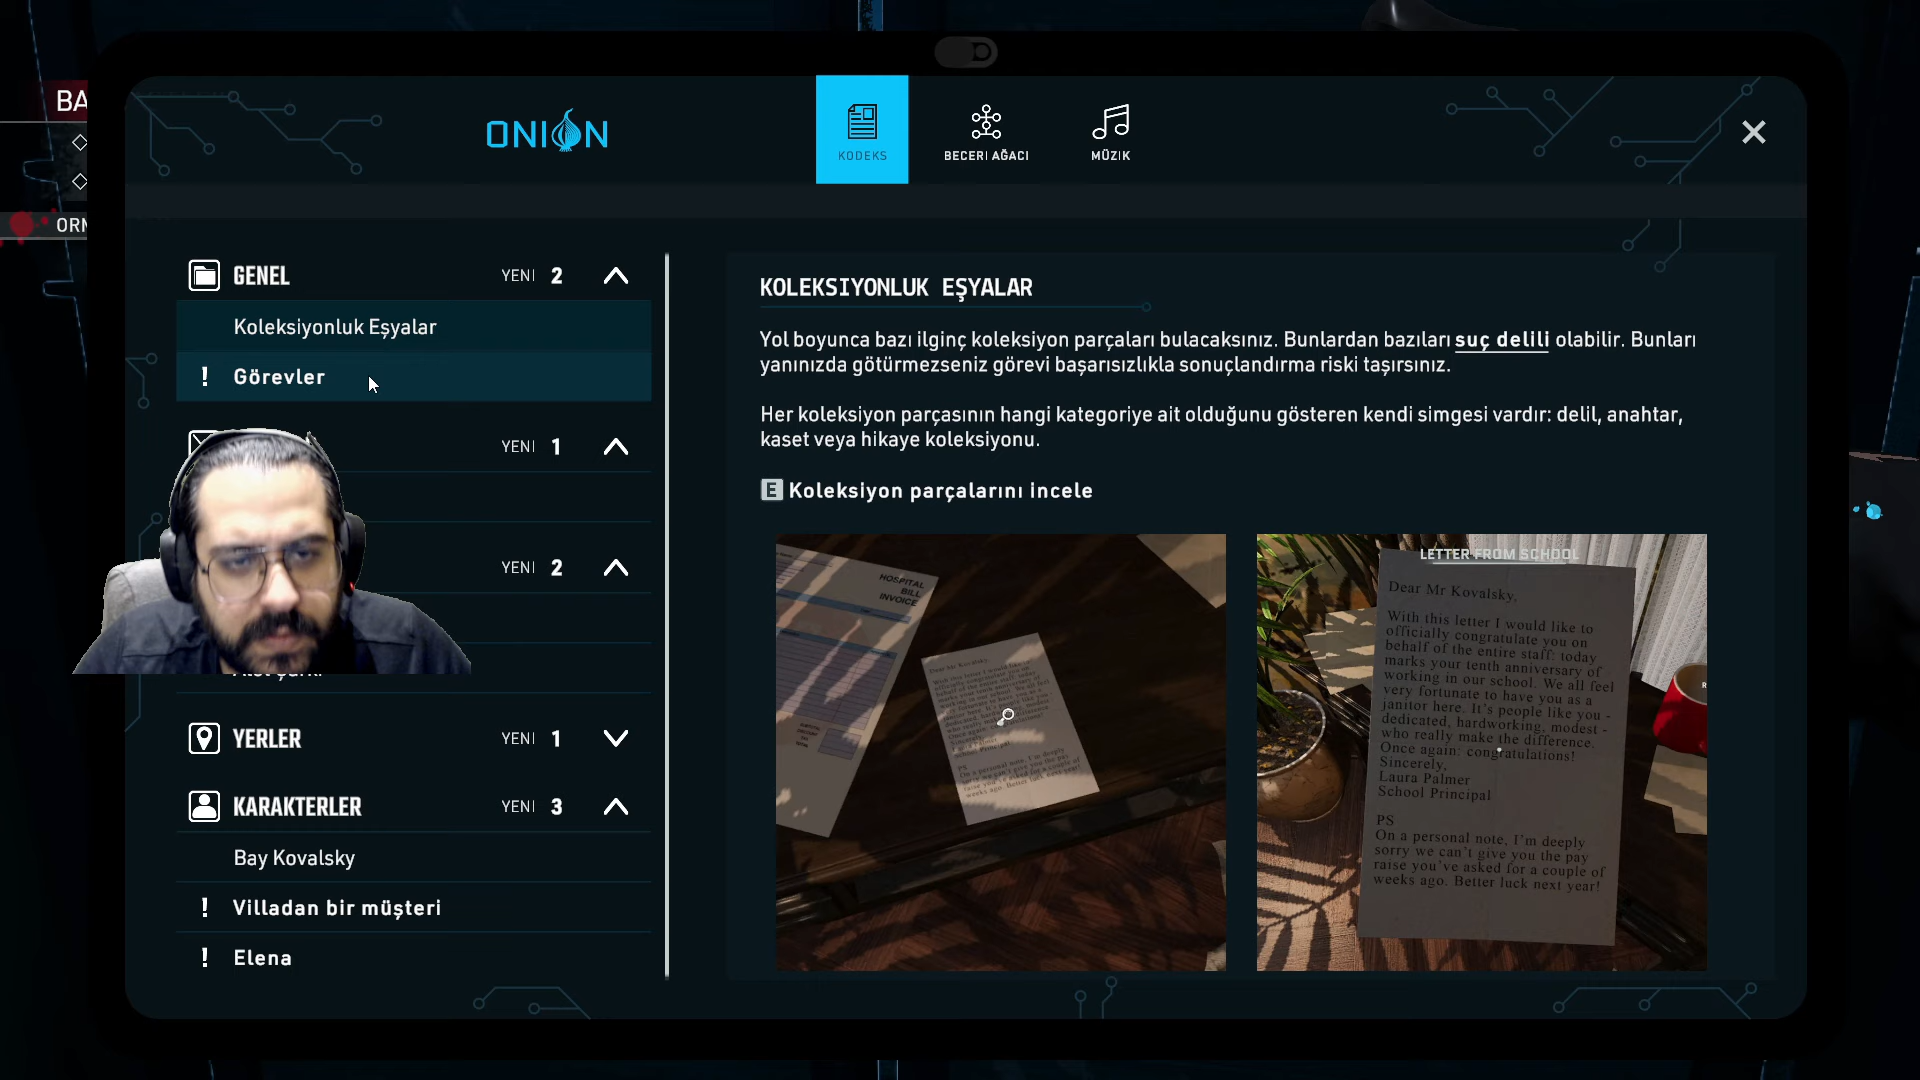 BA
ORM
ONION
KODEKS
BECERI AĞACI
MÜZIK
GENEL
YENI 2
Koleksiyonluk Eşyalar
! Görevler
YENI 1
YENI 2
YERLER
YENI 1
KARAKTERLER
YENI 3
Bay Kovalsky
! Villadan bir müşteri
! Elena
KOLEKSIYONLUK EŞYALAR
Yol boyunca bazı ilginç koleksiyon parçaları bulacaksınız. Bunlardan bazıları suç delili olabilir. Bunları
yanınızda götürmezseniz görevi başarısızlıkla sonuçlandırma riski taşırsınız.
Her koleksiyon parçasının hangi kategoriye ait olduğunu gösteren kendi simgesi vardır: delil, anahtar,
kaset veya hikaye koleksiyonu.
E Koleksiyon parçalarını incele
HOSPITAL
BILL
INVOICE
Dear Mr Kovalsky,
LETTER FROM SCHOOL
Dear Mr Kovalsky,
With this letter I would like to
officially congratulate you on
behalf of the entire staff: today
marks your tenth anniversary of
working in our school. We all feel
very fortunate to have you as a
janitor here. It's people like you -
dedicated, hardworking, modest -
who really make the difference.
Once again: congratulations!
Sincerely,
Laura Palmer
School Principal
PS
On a personal note, I'm deeply
sorry we can't give you the pay
raise you've asked for a couple of
weeks ago. Better luck next year!